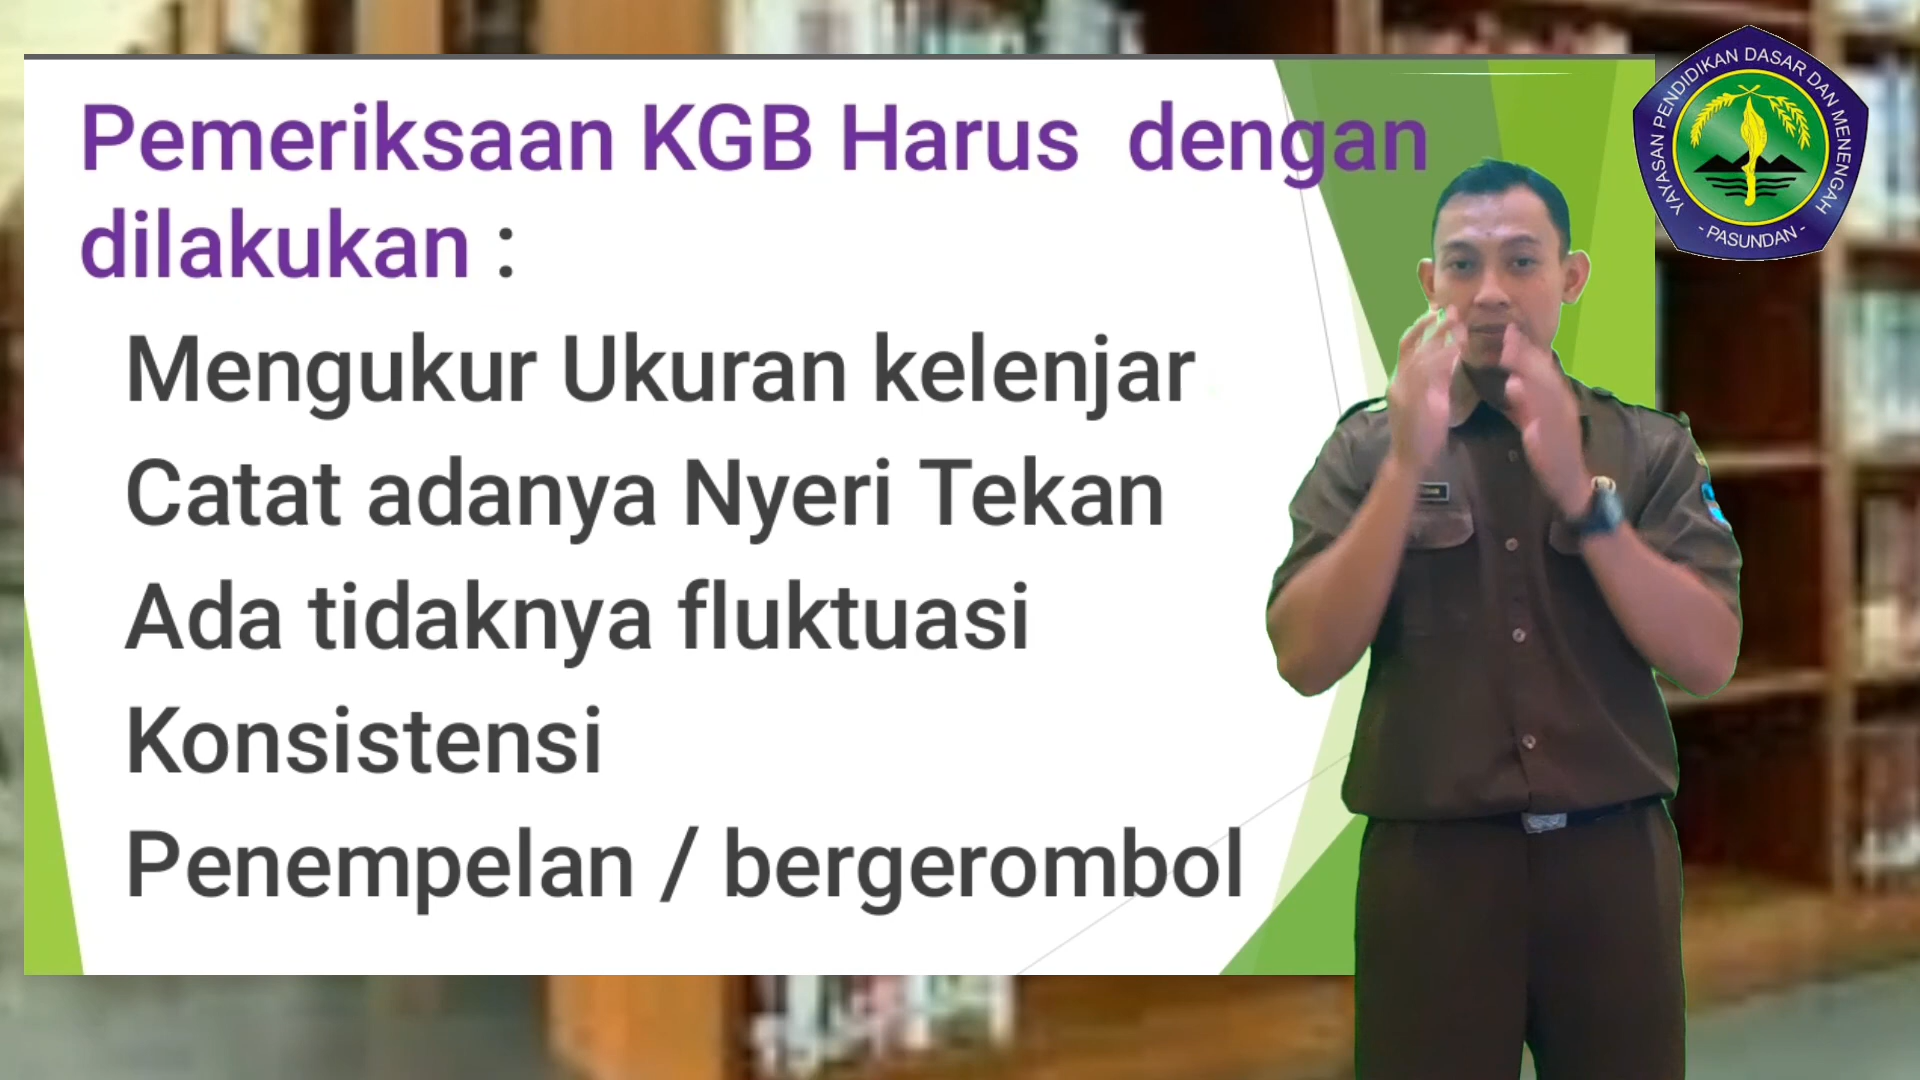 Pemeriksaan KGB Harus dengan
dilakukan :
Mengukur Ukuran kelenjar
Catat adanya Nyeri Tekan
Ada tidaknya fluktuasi
Konsistensi
Penempelan / bergerombol
YAYASAN PENDIDIKAN DASAR DAN MENENGAH
- PASUNDAN -